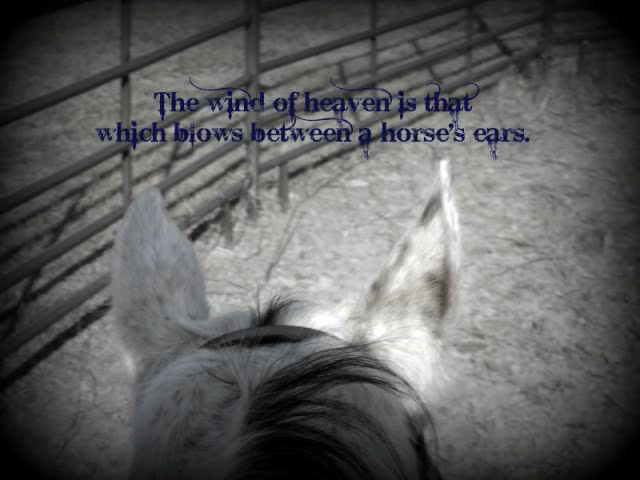 The wind of heaven is that
which blows between a horse's ears.